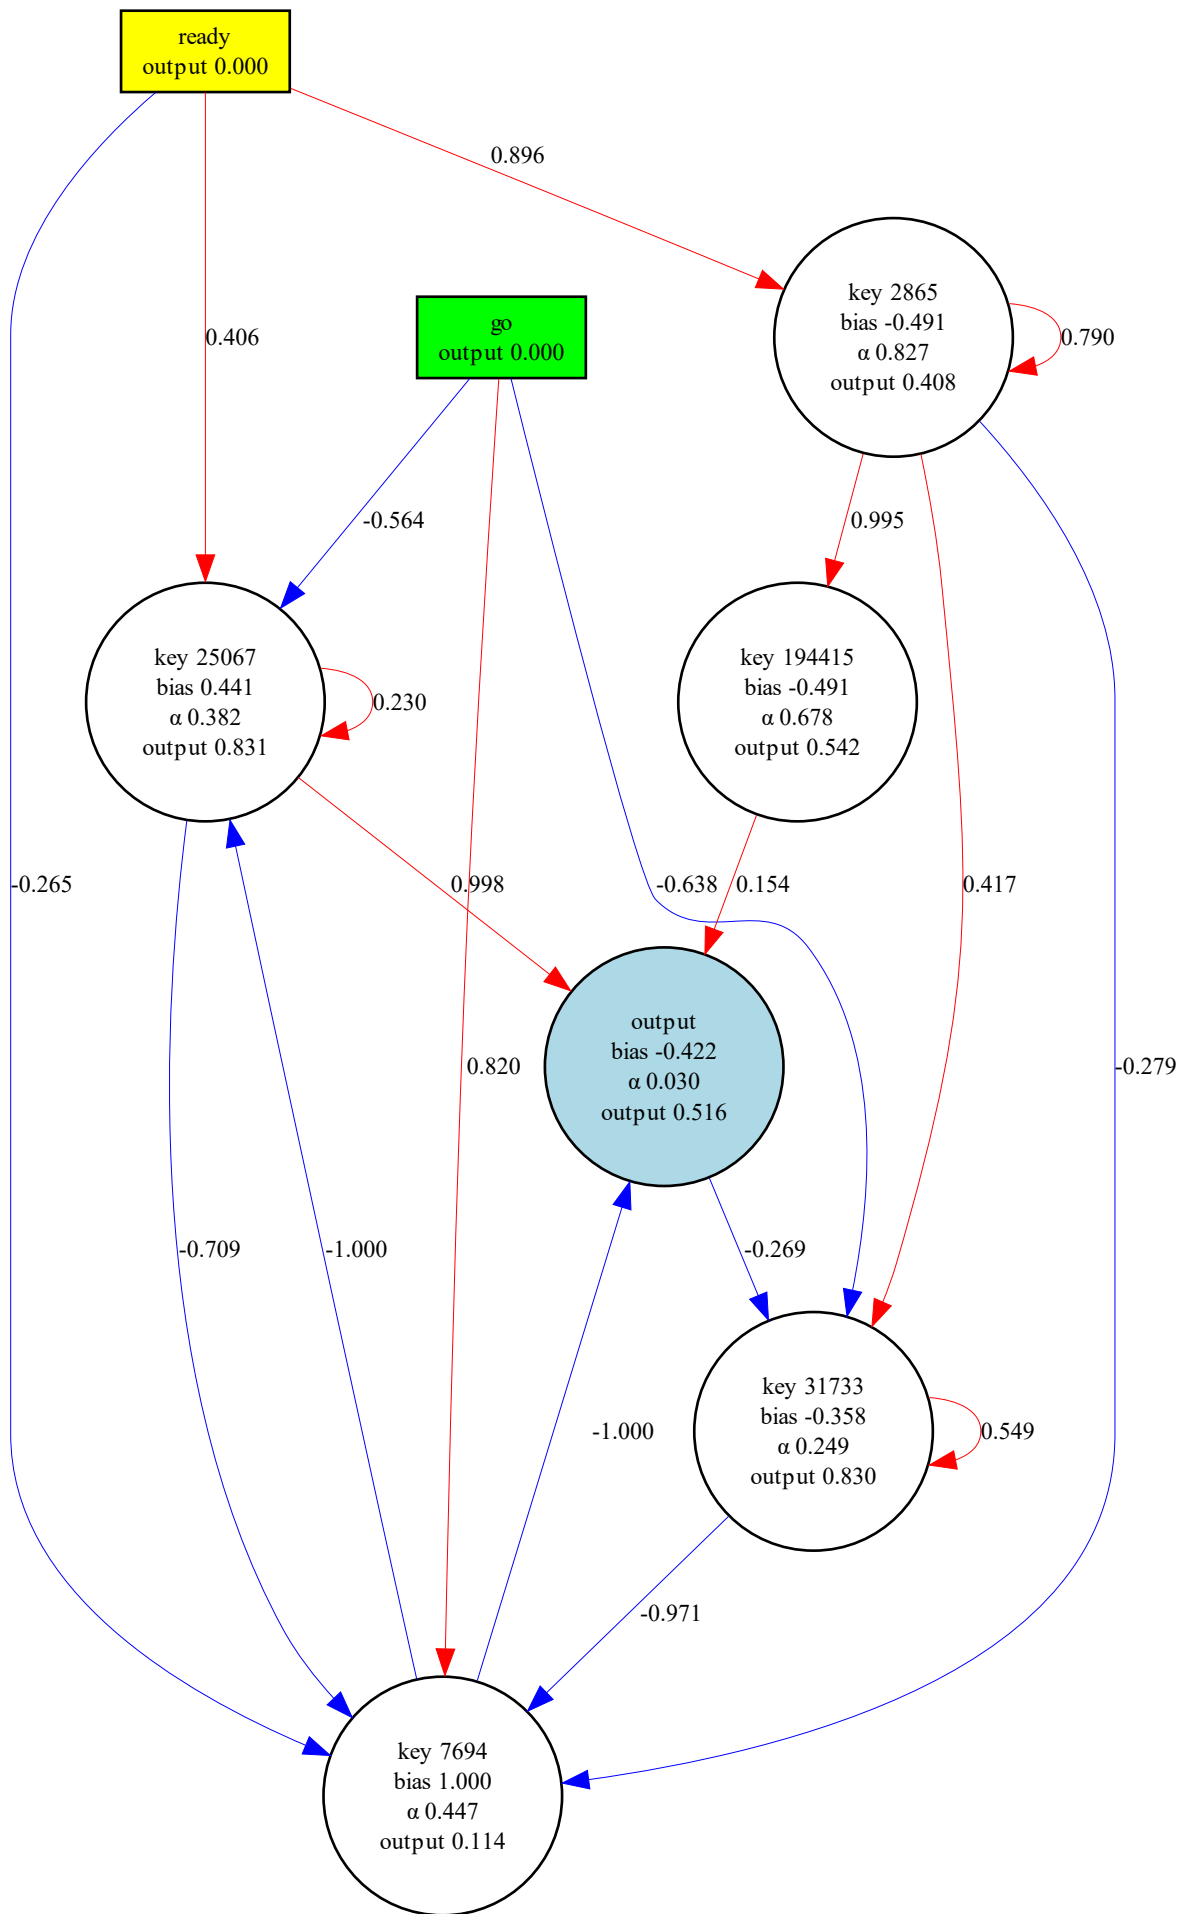 ready
output 0.000
0.896
key 2865
bias -0.491
α 0.827
output 0.408
0.790
go
output 0.000
0.406
-0.564
0.995
key 25067
bias 0.441
α 0.382
output 0.831
0.230
key 194415
bias -0.491
α 0.678
output 0.542
-0.265
0.998
-0.638
0.154
0.417
output
bias -0.422
α 0.030
output 0.516
0.820
-0.279
-0.709
-1.000
-0.269
key 31733
bias -0.358
α 0.249
output 0.830
0.549
-1.000
-0.971
key 7694
bias 1.000
α 0.447
output 0.114